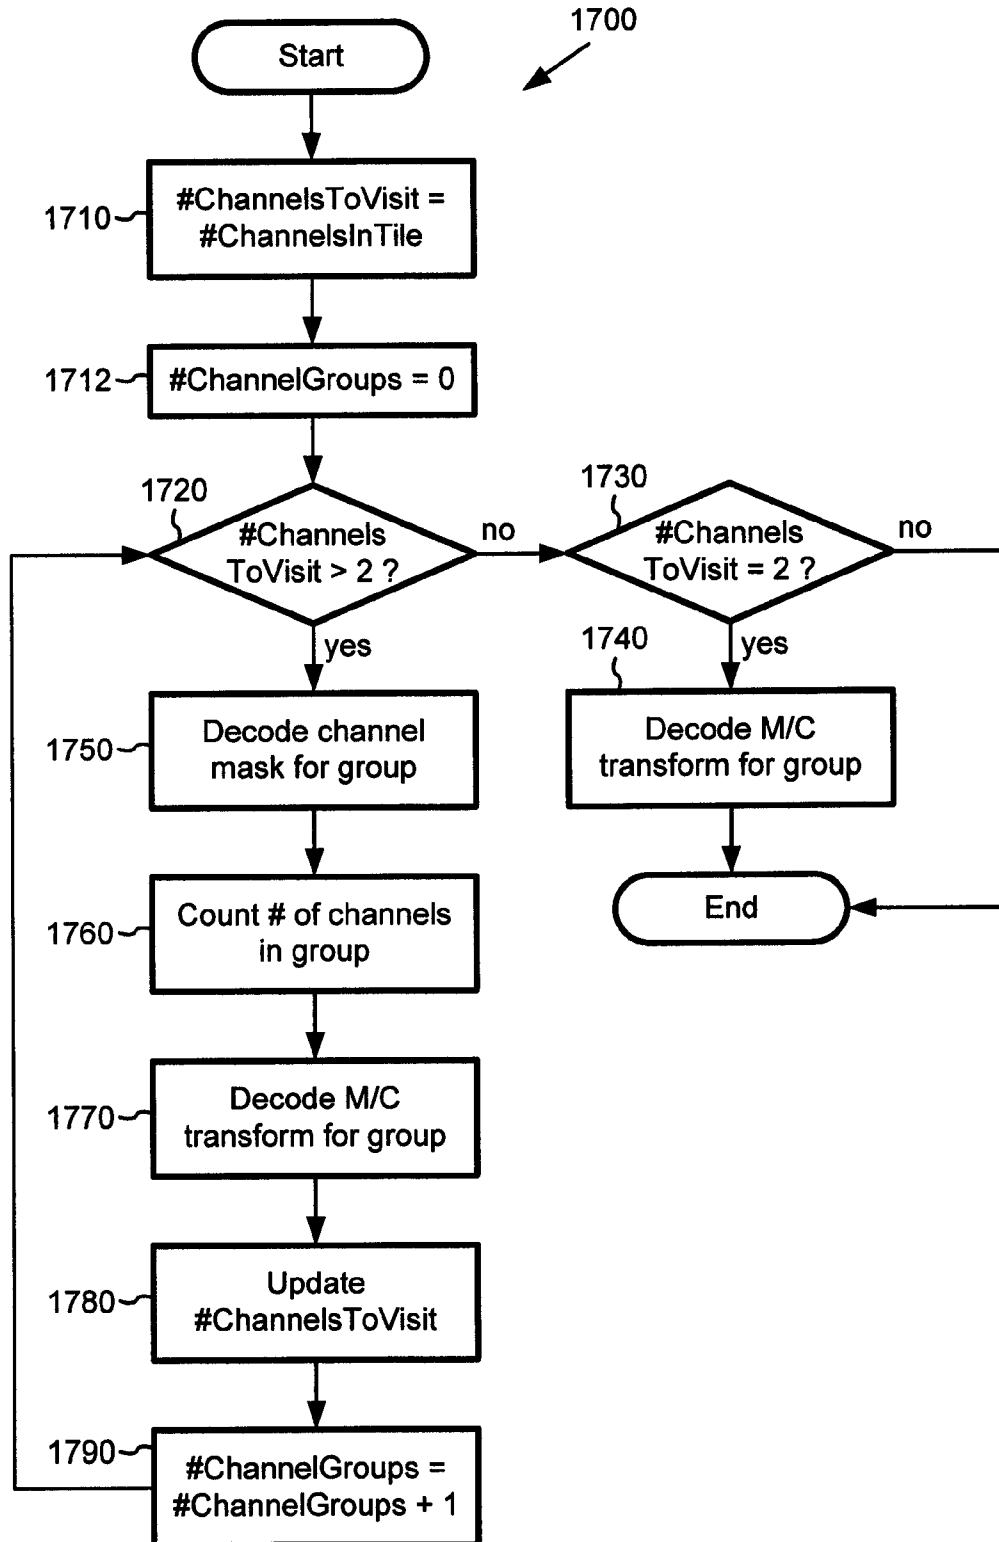 1700
Start
1710
#ChannelsToVisit =
#ChannelsInTile
1712
#ChannelGroups = 0
1720
#Channels
ToVisit > 2 ?
no
1730
#Channels
ToVisit = 2 ?
no
yes
1740
yes
1750
Decode channel
mask for group
Decode M/C
transform for group
1760
Count # of channels
in group
End
1770
Decode M/C
transform for group
1780
Update
#ChannelsToVisit
1790
#ChannelGroups =
#ChannelGroups + 1